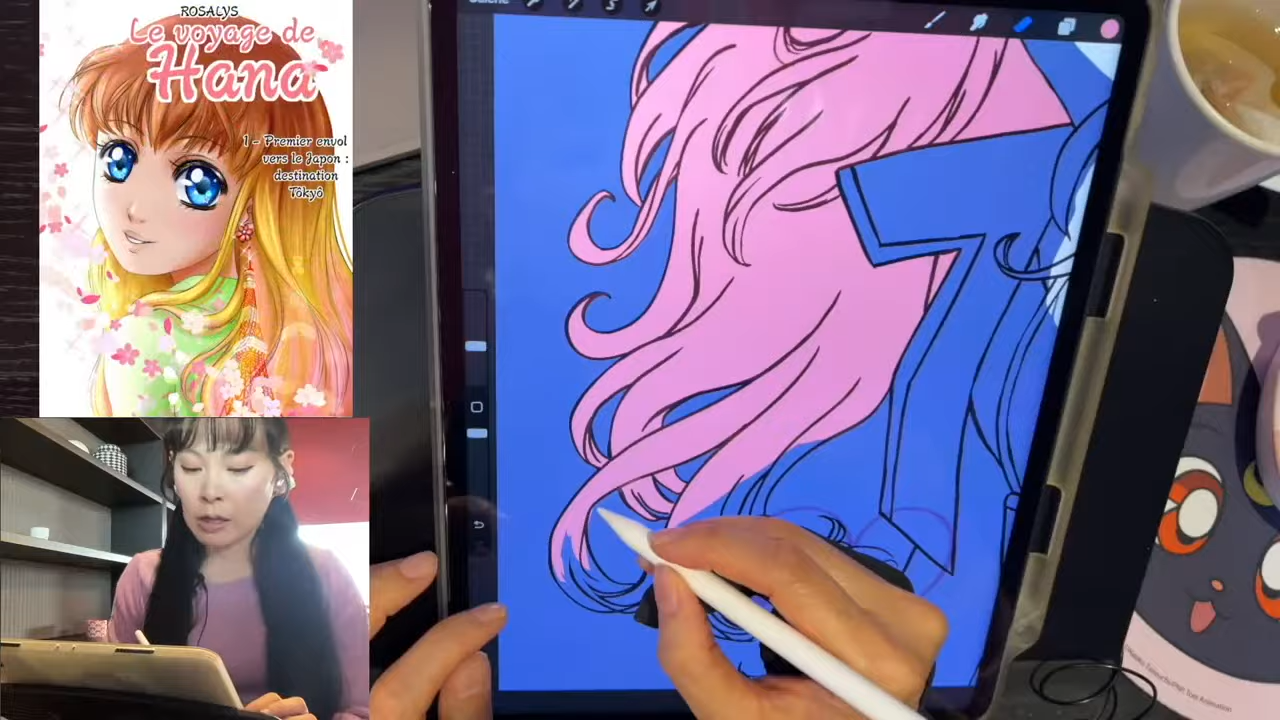 ROSALYS
Le voyage de
Hana
1 - Premier envol
vers le Japon :
destination
Tôkyô